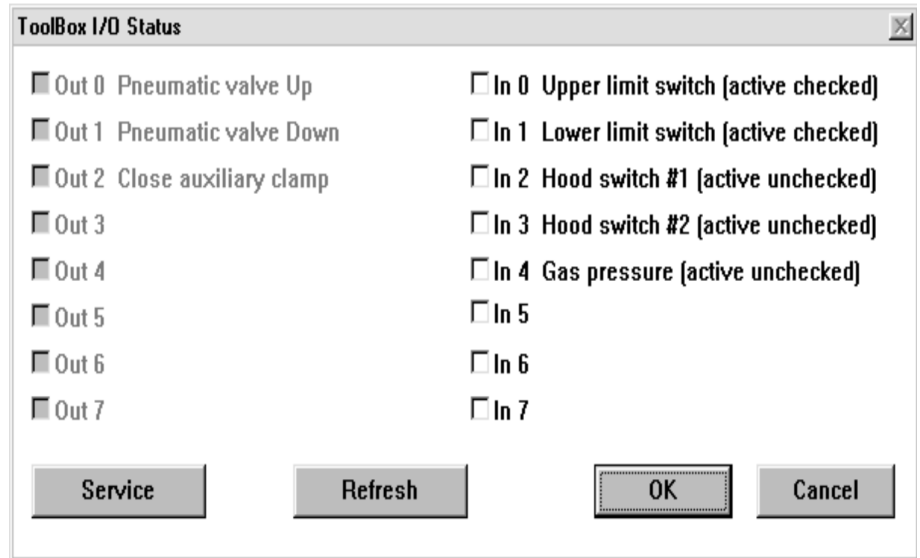 ToolBox I/O Status
Out 0 Pneumatic valve Up
Out 1 Pneumatic valve Down
Out 2 Close auxiliary clamp
Out 3
Out 4
Out 5
Out 6
Out 7
In 0 Upper limit switch (active checked)
In 1 Lower limit switch (active checked)
In 2 Hood switch #1 (active unchecked)
In 3 Hood switch #2 (active unchecked)
In 4 Gas pressure (active unchecked)
In 5
In 6
In 7
Service Refresh OK Cancel